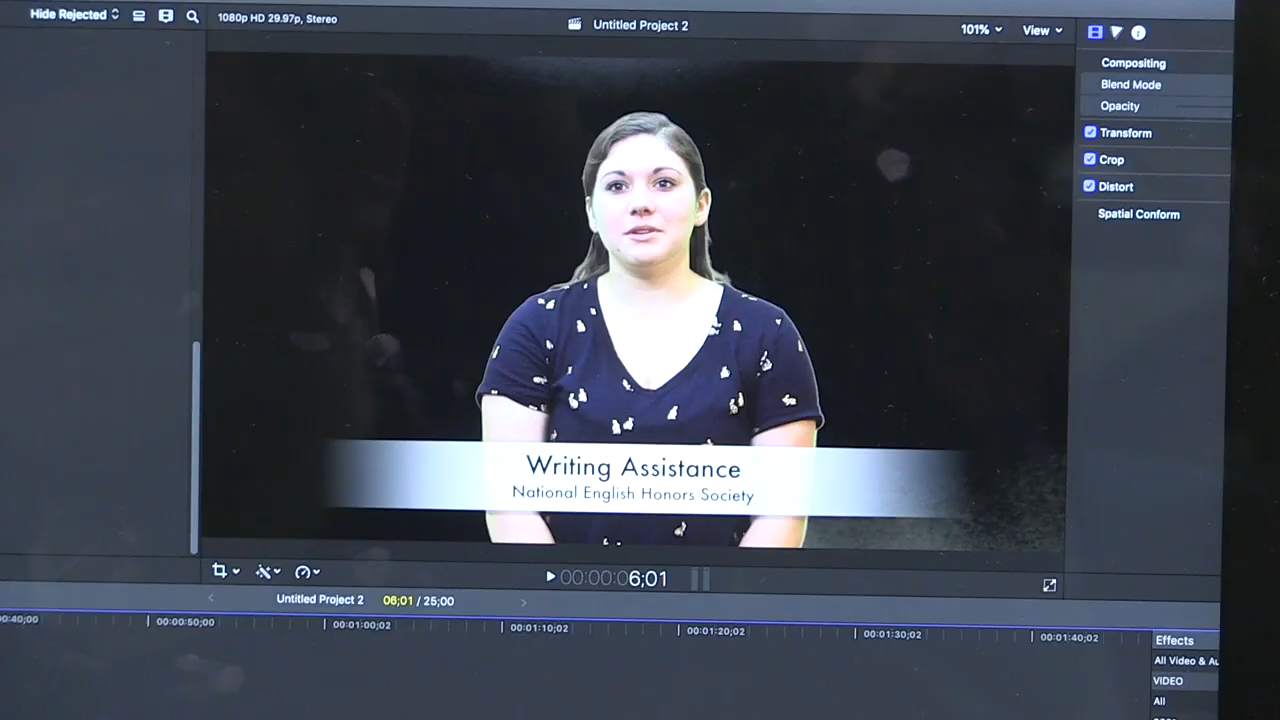 Hide Rejected
1080p HD 29.97p, Stereo
Untitled Project 2
101%
View
Compositing
Blend Mode
Opacity
Transform
Crop
Distort
Spatial Conform
Writing Assistance
National English Honors Society
00:00:06;01
Untitled Project 2
06;01 / 25;00
00:00:50;00
00:01:00;02
00:01:10;02
00:01:20;02
00:01:30;02
00:01:40;02
Effects
All Video & Au
VIDEO
All